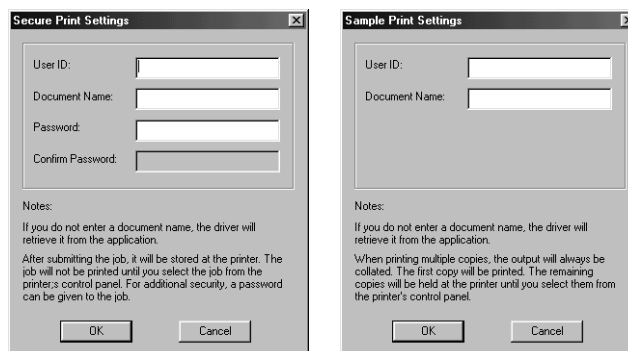 Secure Print Settings
User ID:
Document Name:
Password:
Confirm Password:
Notes:
If you do not enter a document name, the driver will
retrieve it from the application.
After submitting the job, it will be stored at the printer. The
job will not be printed until you select the job from the
printer;s control panel. For additional security, a password
can be given to the job.
OK
Cancel
Sample Print Settings
User ID:
Document Name:
Notes:
If you do not enter a document name, the driver will
retrieve it from the application.
When printing multiple copies, the output will always be
collated. The first copy will be printed. The remaining
copies will be held at the printer until you select them from
the printer's control panel.
OK
Cancel